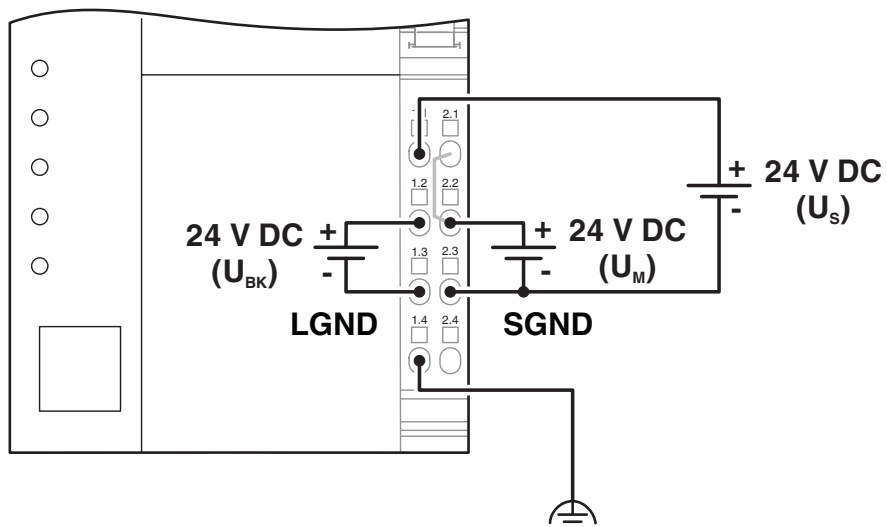 2.1
1.2 2.2
1.3 2.3
1.4 2.4
24 V DC
(UBK)
+
-
LGND
+
-
24 V DC
(UM)
SGND
+
-
24 V DC
(US)